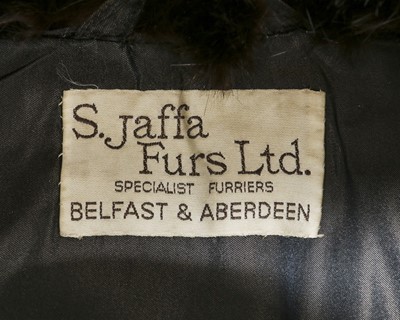 S. Jaffa
Furs Ltd.
SPECIALIST FURRIERS
BELFAST & ABERDEEN